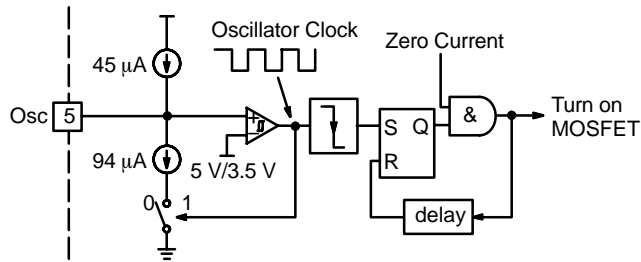 Oscillator Clock
Zero Current
45 μA
Osc 5
+
−
S Q
R
&
Turn on
MOSFET
94 μA
5 V/3.5 V
0 1
delay